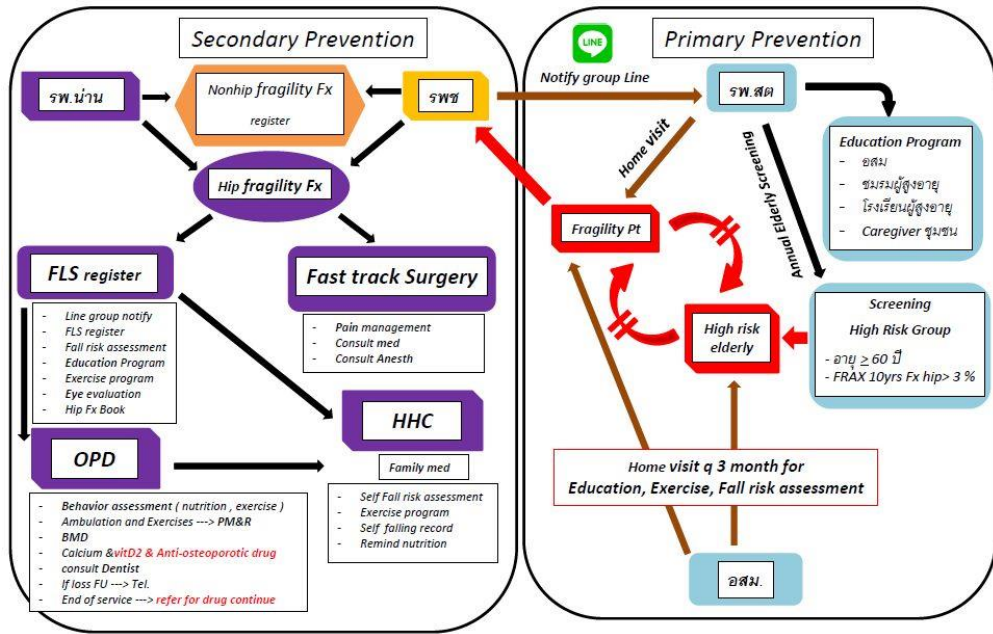 Secondary Prevention
รพ.น่าน
Nonhip fragility Fx
register
รพช
Hip fragility Fx
FLS register
- Line group notify
- FLS register
- Fall risk assessment
- Education Program
- Exercise program
- Eye evaluation
- Hip Fx Book
Fast track Surgery
- Pain management
- Consult med
- Consult Anesth
OPD
- Behavior assessment ( nutrition , exercise )
- Ambulation and Exercises ---> PM&R
- BMD
- Calcium &vitD2 & Anti-osteoporotic drug
- consult Dentist
- If loss FU ---> Tel.
- End of service ---> refer for drug continue
HHC
Family med
- Self Fall risk assessment
- Exercise program
- Self falling record
- Remind nutrition
LINE
Primary Prevention
Notify group Line
รพ.สต
Home visit
Annual Elderly Screening
Education Program
- อสม
- ชมรมผู้สูงอายุ
- โรงเรียนผู้สูงอายุ
- Caregiver ชุมชน
Fragility Pt
High risk
elderly
Screening
High Risk Group
- อายุ ≥ 60 ปี
- FRAX 10yrs Fx hip> 3 %
Home visit q 3 month for
Education, Exercise, Fall risk assessment
อสม.